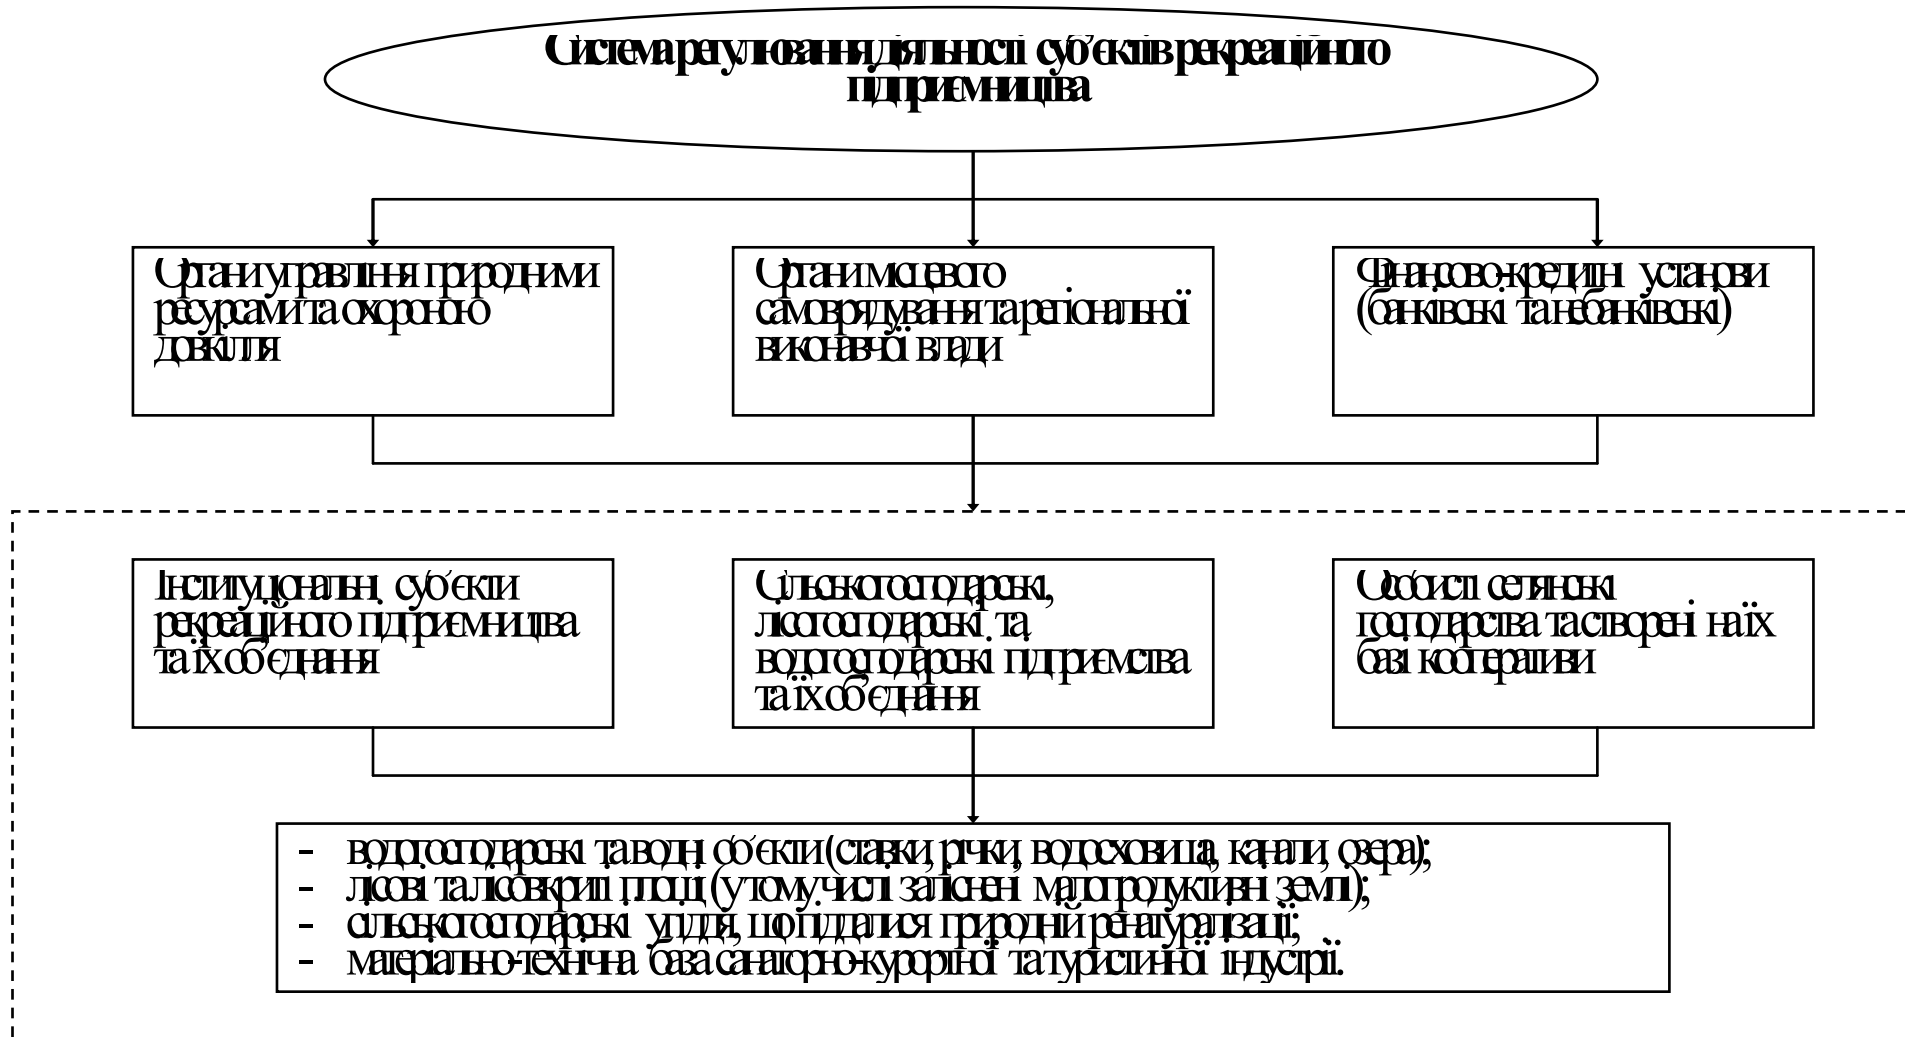 Система регулювання діяльності суб’єктів рекреаційного
підприємництва
Органи управління природними
ресурсами та охороною
довкілля
Органи місцевого
самоврядування та регіональної
виконавчої влади
Фінансово-кредитні установи
(банківські та небанківські)
Інституціональні суб’єкти
рекреаційного підприємництва
та їх об’єднання
Сільськогосподарські,
лісогосподарські та
водогосподарські підприємства
та їх об’єднання
Особисті селянські
господарства та створені на їх
базі кооперативи
- водогосподарські та водні об’єкти (ставки, річки, водосховища, канали, озера);
- лісові та лісовкриті площі (у тому числі заліснені малопродуктивні землі);
- сільськогосподарські угіддя, що піддалися природній ренатуралізації;
- матеріально-технічна база санаторно-курортної та туристичної індустрії.